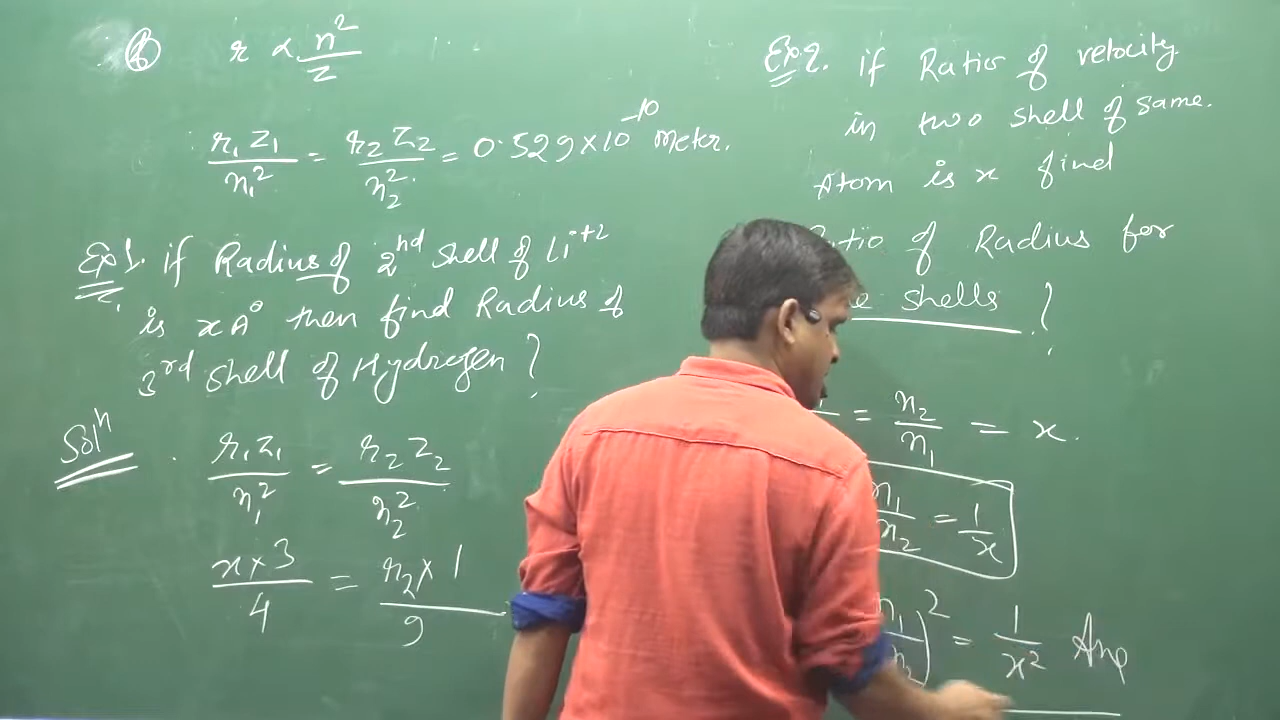 ⑥ r ∝ n²/z
r₁z₁/n₁² = r₂z₂/n₂² = 0.529×10⁻¹⁰ meter.
Ex1. if Radius of 2nd shell of Li⁺²
is xA° then find Radius of
3rd shell of Hydrogen?
Solⁿ
r₁z₁/n₁² = r₂z₂/n₂²
x×3/4 = r₂×1/9
Ex2. if Ratio of velocity
in two shell of same.
Atom is x find
of Radius for
shells ?
= n₂/n₁ = x.
n₁/n₂ = 1/x
)² = 1/x² Ans